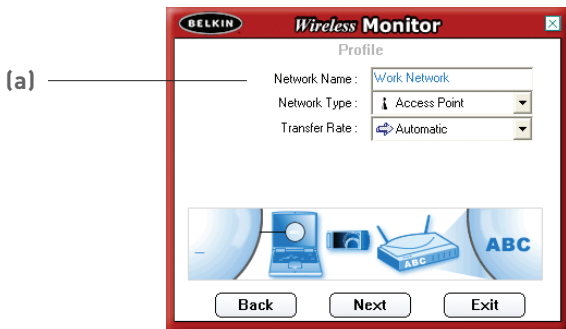 BELKIN Wireless Monitor
Profile
(a) Network Name : Work Network
Network Type : Access Point
Transfer Rate : Automatic
ABC ABC
Back Next Exit